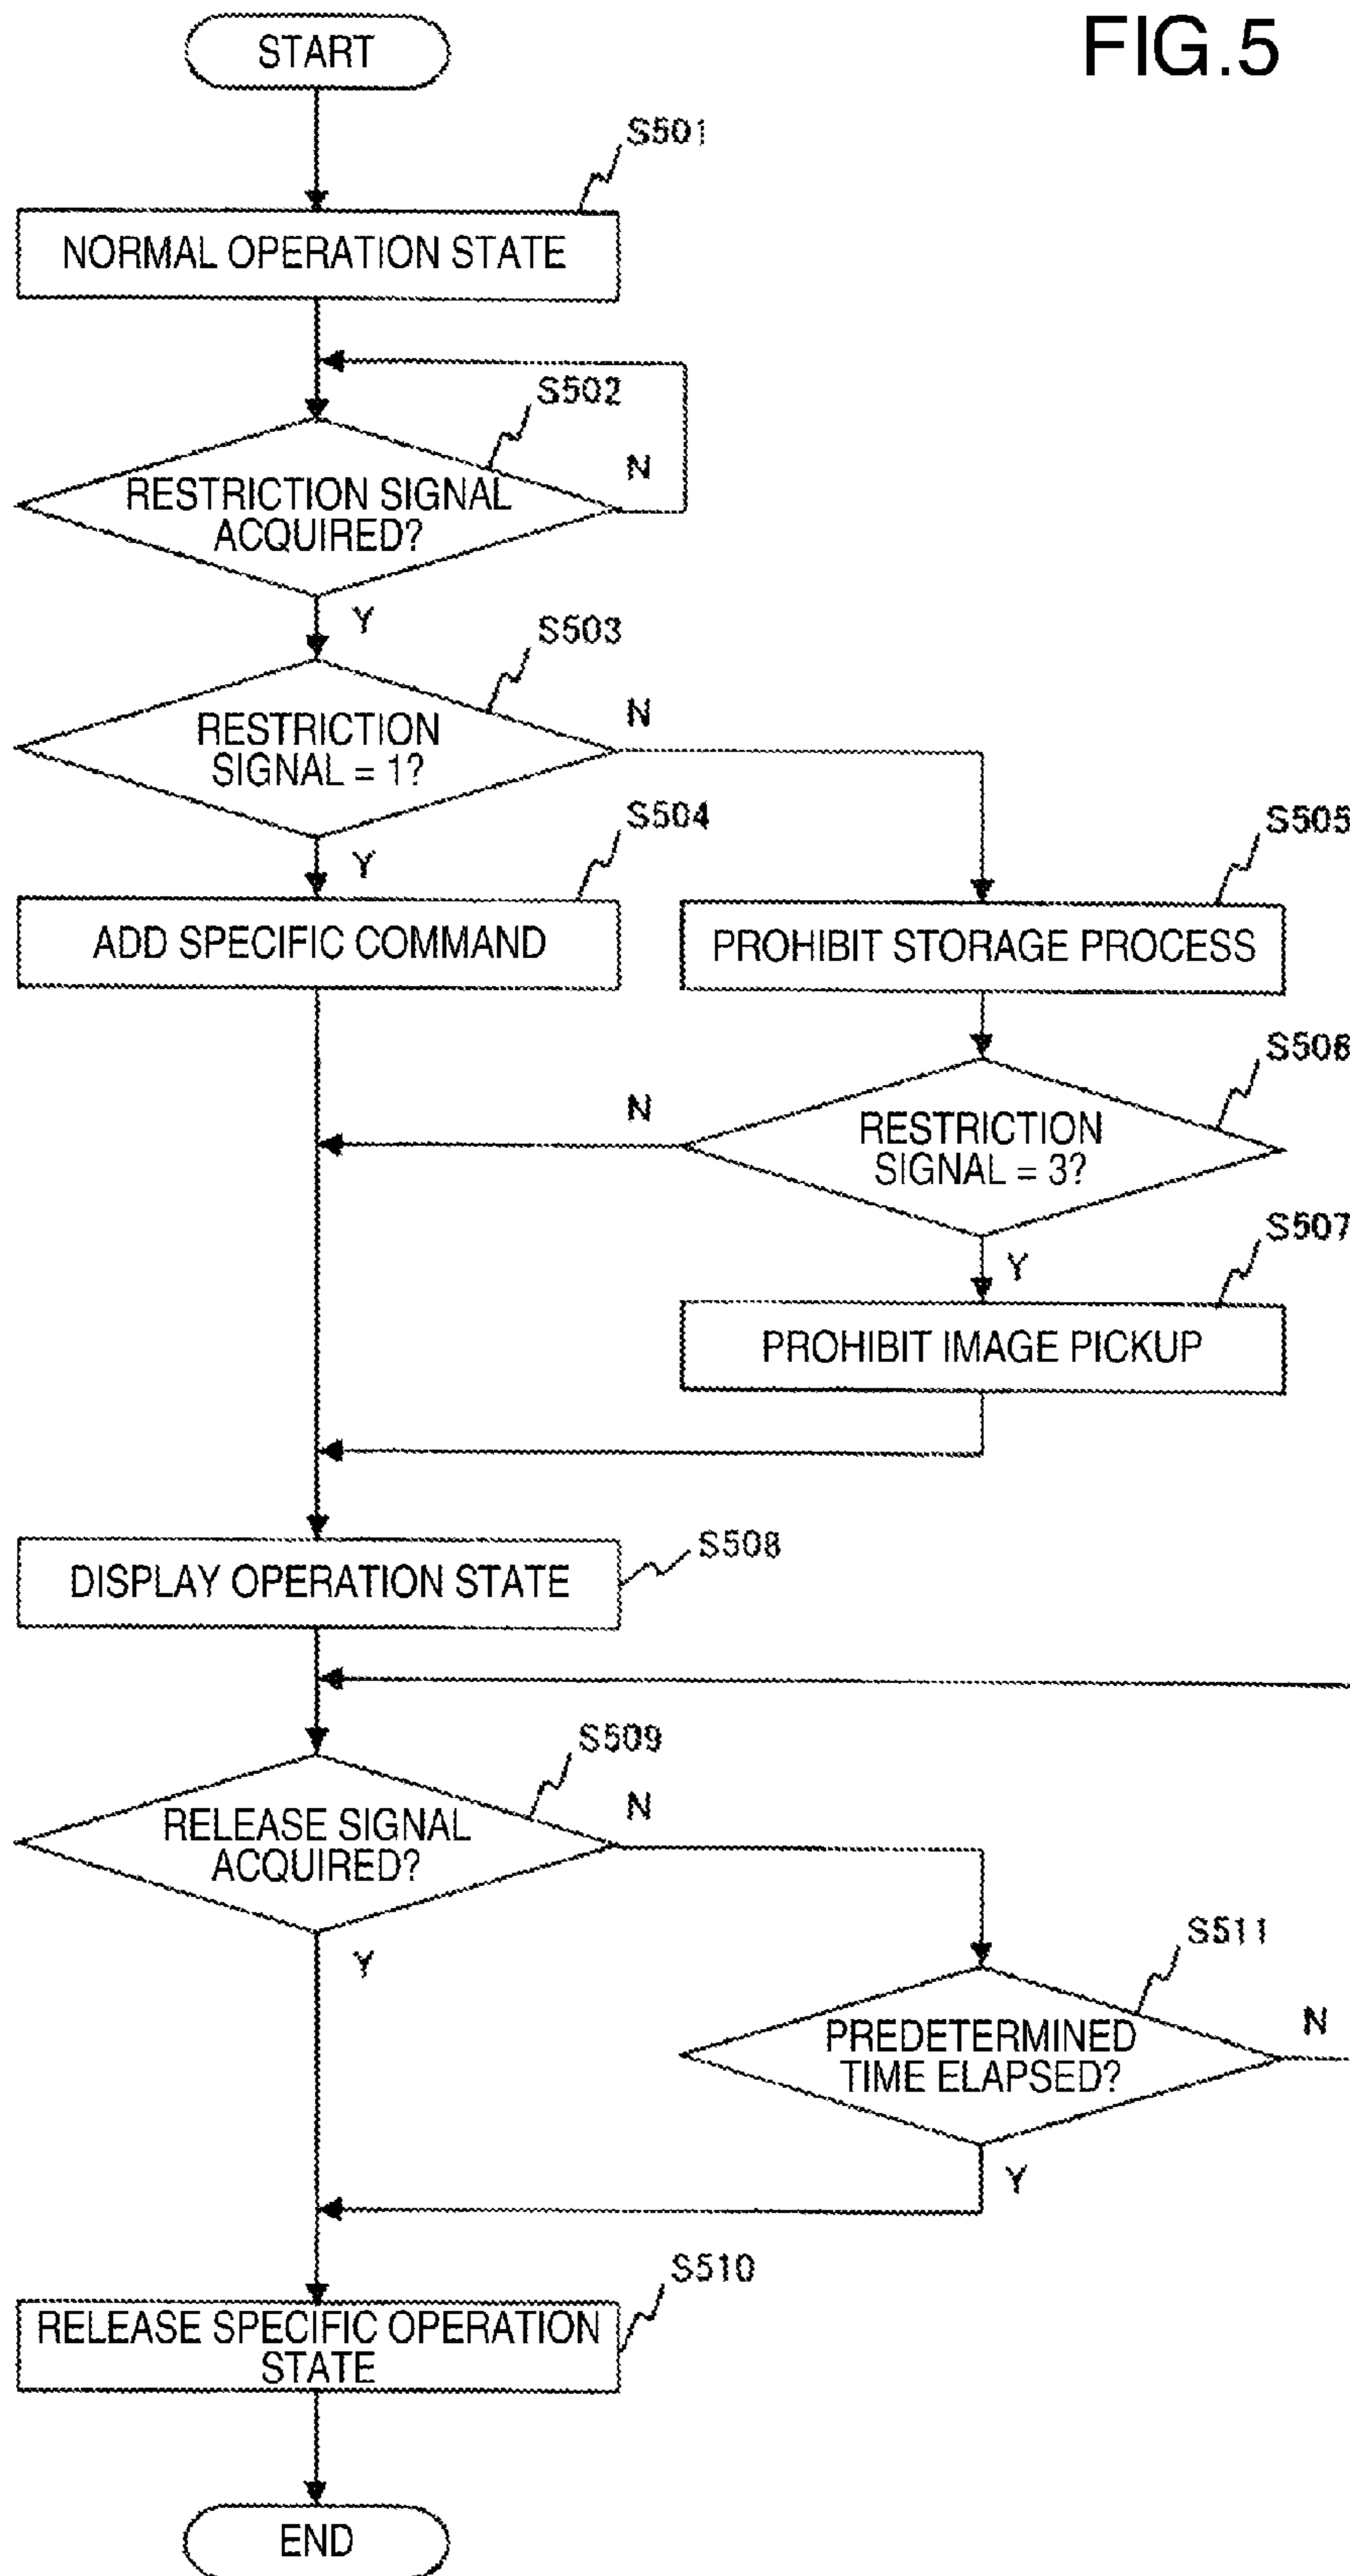 FIG.5
START
S501
NORMAL OPERATION STATE
S502
N
RESTRICTION SIGNAL
ACQUIRED?
Y
S503
N
RESTRICTION
SIGNAL = 1?
S504
S505
Y
ADD SPECIFIC COMMAND
PROHIBIT STORAGE PROCESS
S506
N
RESTRICTION
SIGNAL = 3?
S507
Y
PROHIBIT IMAGE PICKUP
S508
DISPLAY OPERATION STATE
S509
N
RELEASE SIGNAL
ACQUIRED?
Y
S511
N
PREDETERMINED
TIME ELAPSED?
Y
S510
RELEASE SPECIFIC OPERATION
STATE
END